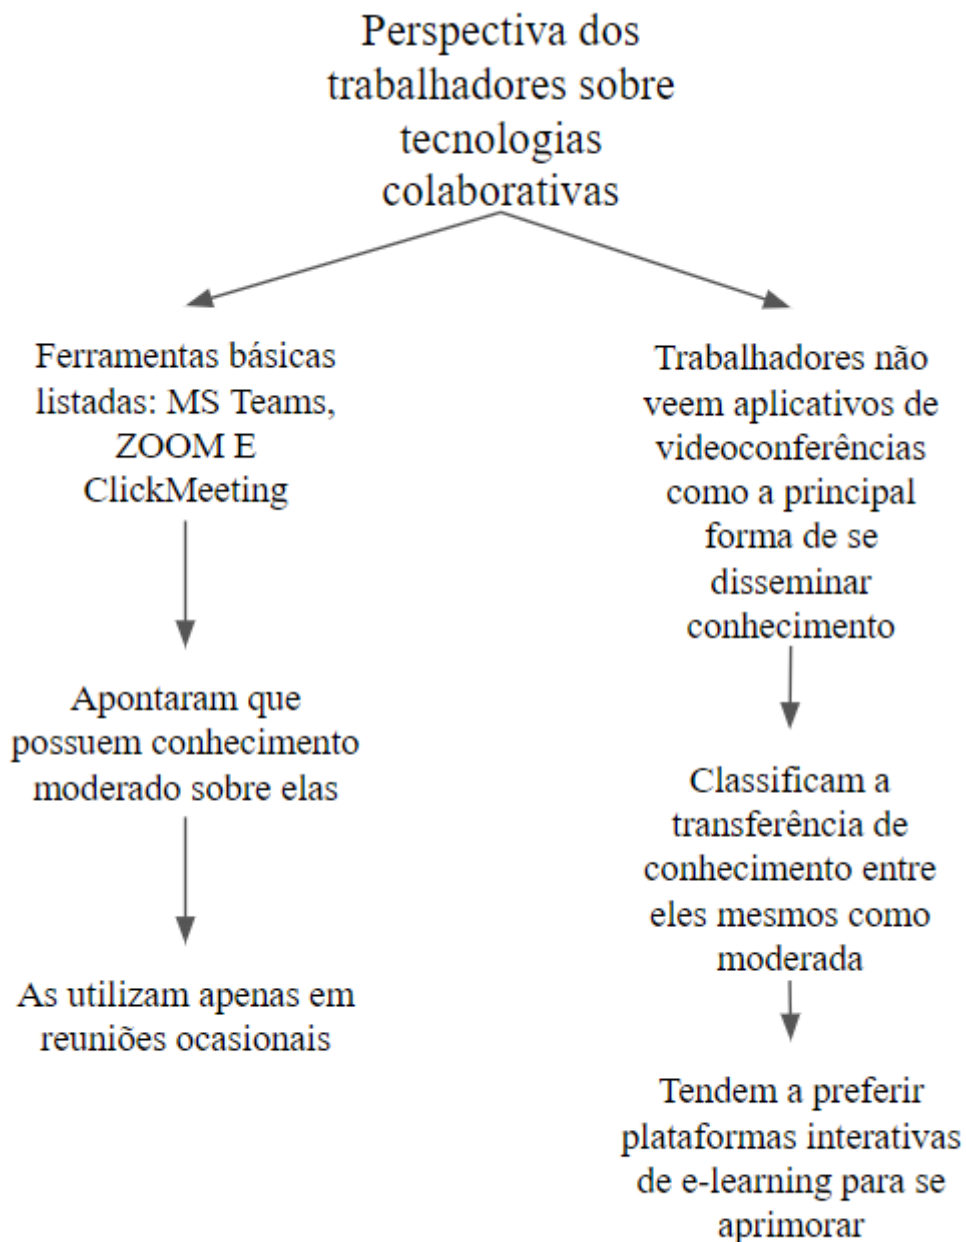 Perspectiva dos
trabalhadores sobre
tecnologias
colaborativas
Ferramentas básicas
listadas: MS Teams,
ZOOM E
ClickMeeting
Apontaram que
possuem conhecimento
moderado sobre elas
As utilizam apenas em
reuniões ocasionais
Trabalhadores não
veem aplicativos de
videoconferências
como a principal
forma de se
disseminar
conhecimento
Classificam a
transferência de
conhecimento entre
eles mesmos como
moderada
Tendem a preferir
plataformas interativas
de e-learning para se
aprimorar